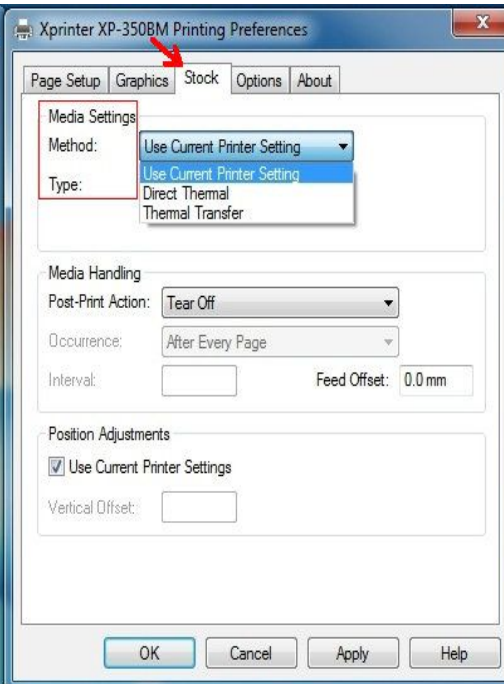 Xprinter XP-350BM Printing Preferences
Page Setup Graphics Stock Options About
Media Settings
Method: Use Current Printer Setting
Use Current Printer Setting
Type:
Direct Thermal
Thermal Transfer
Media Handling
Post-Print Action: Tear Off
Occurrence: After Every Page
Interval: Feed Offset: 0.0 mm
Position Adjustments
Use Current Printer Settings
Vertical Offset:
OK Cancel Apply Help